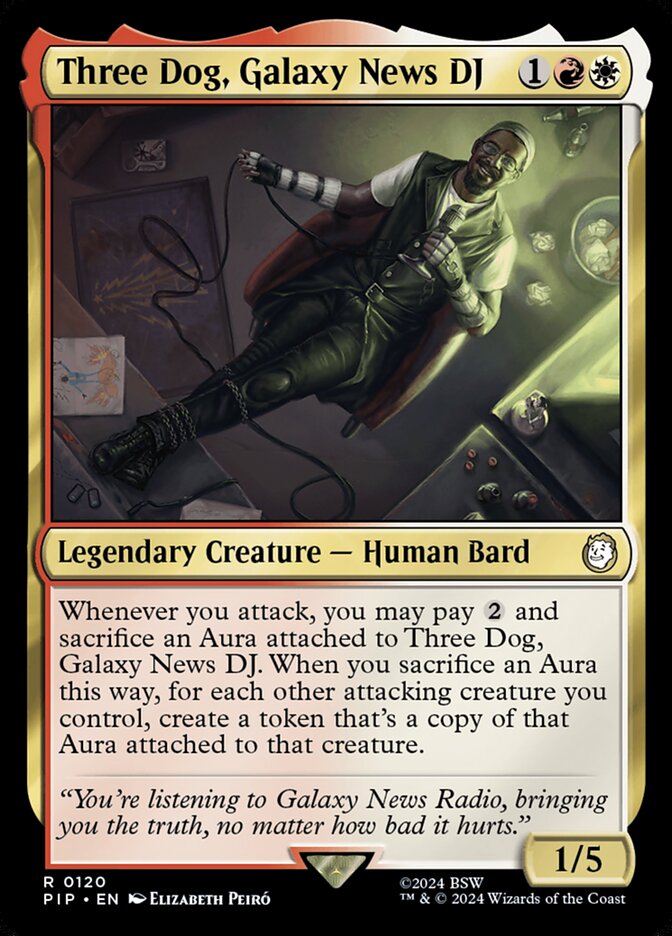 Three Dog, Galaxy News DJ 1
Legendary Creature — Human Bard
Whenever you attack, you may pay 2 and
sacrifice an Aura attached to Three Dog,
Galaxy News DJ. When you sacrifice an Aura
this way, for each other attacking creature you
control, create a token that's a copy of that
Aura attached to that creature.
“You're listening to Galaxy News Radio, bringing
you the truth, no matter how bad it hurts.”
1/5
R 0120
PIP • EN Elizabeth Peiró
©2024 BSW
™ & © 2024 Wizards of the Coast